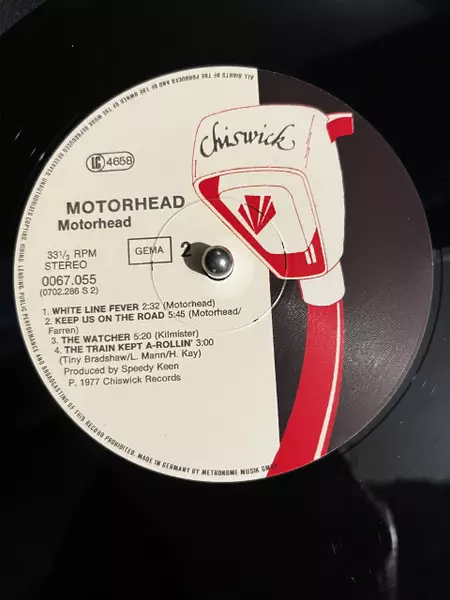 ALL RIGHTS OF THE PRODUCER AND OF THE OWNER OF THE WORK REPRODUCED RESERVED. UNAUTHORISED COPYING, HIRING, LENDING, PUBLIC PERFORMANCE AND BROADCASTING OF THIS RECORD PROHIBITED. MADE IN GERMANY BY METRONOME MUSIK GMBH
Chiswick
LC 4658
MOTORHEAD
Motorhead
33⅓ RPM
STEREO
GEMA
2
0067.055
(0702.286 S 2)
1. WHITE LINE FEVER 2:32 (Motorhead)
2. KEEP US ON THE ROAD 5:45 (Motorhead/
Farren)
3. THE WATCHER 5:20 (Kilmister)
4. THE TRAIN KEPT A-ROLLIN' 3:00
(Tiny Bradshaw/L. Mann/H. Kay)
Produced by Speedy Keen
P. 1977 Chiswick Records